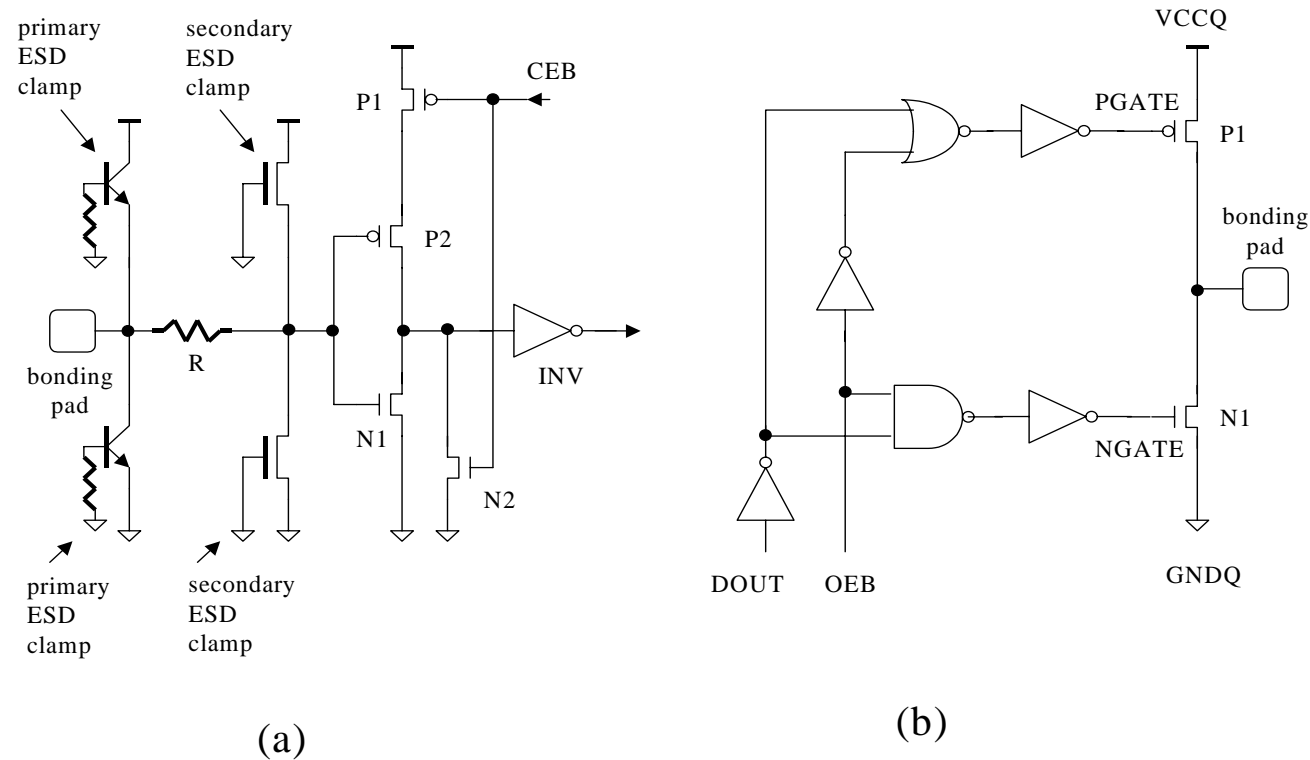 primary
ESD
clamp
secondary
ESD
clamp
P1
CEB
P2
R
bonding
pad
N1
INV
N2
primary
ESD
clamp
secondary
ESD
clamp
(a)
VCCQ
PGATE
P1
bonding
pad
NGATE
N1
DOUT
OEB
GNDQ
(b)